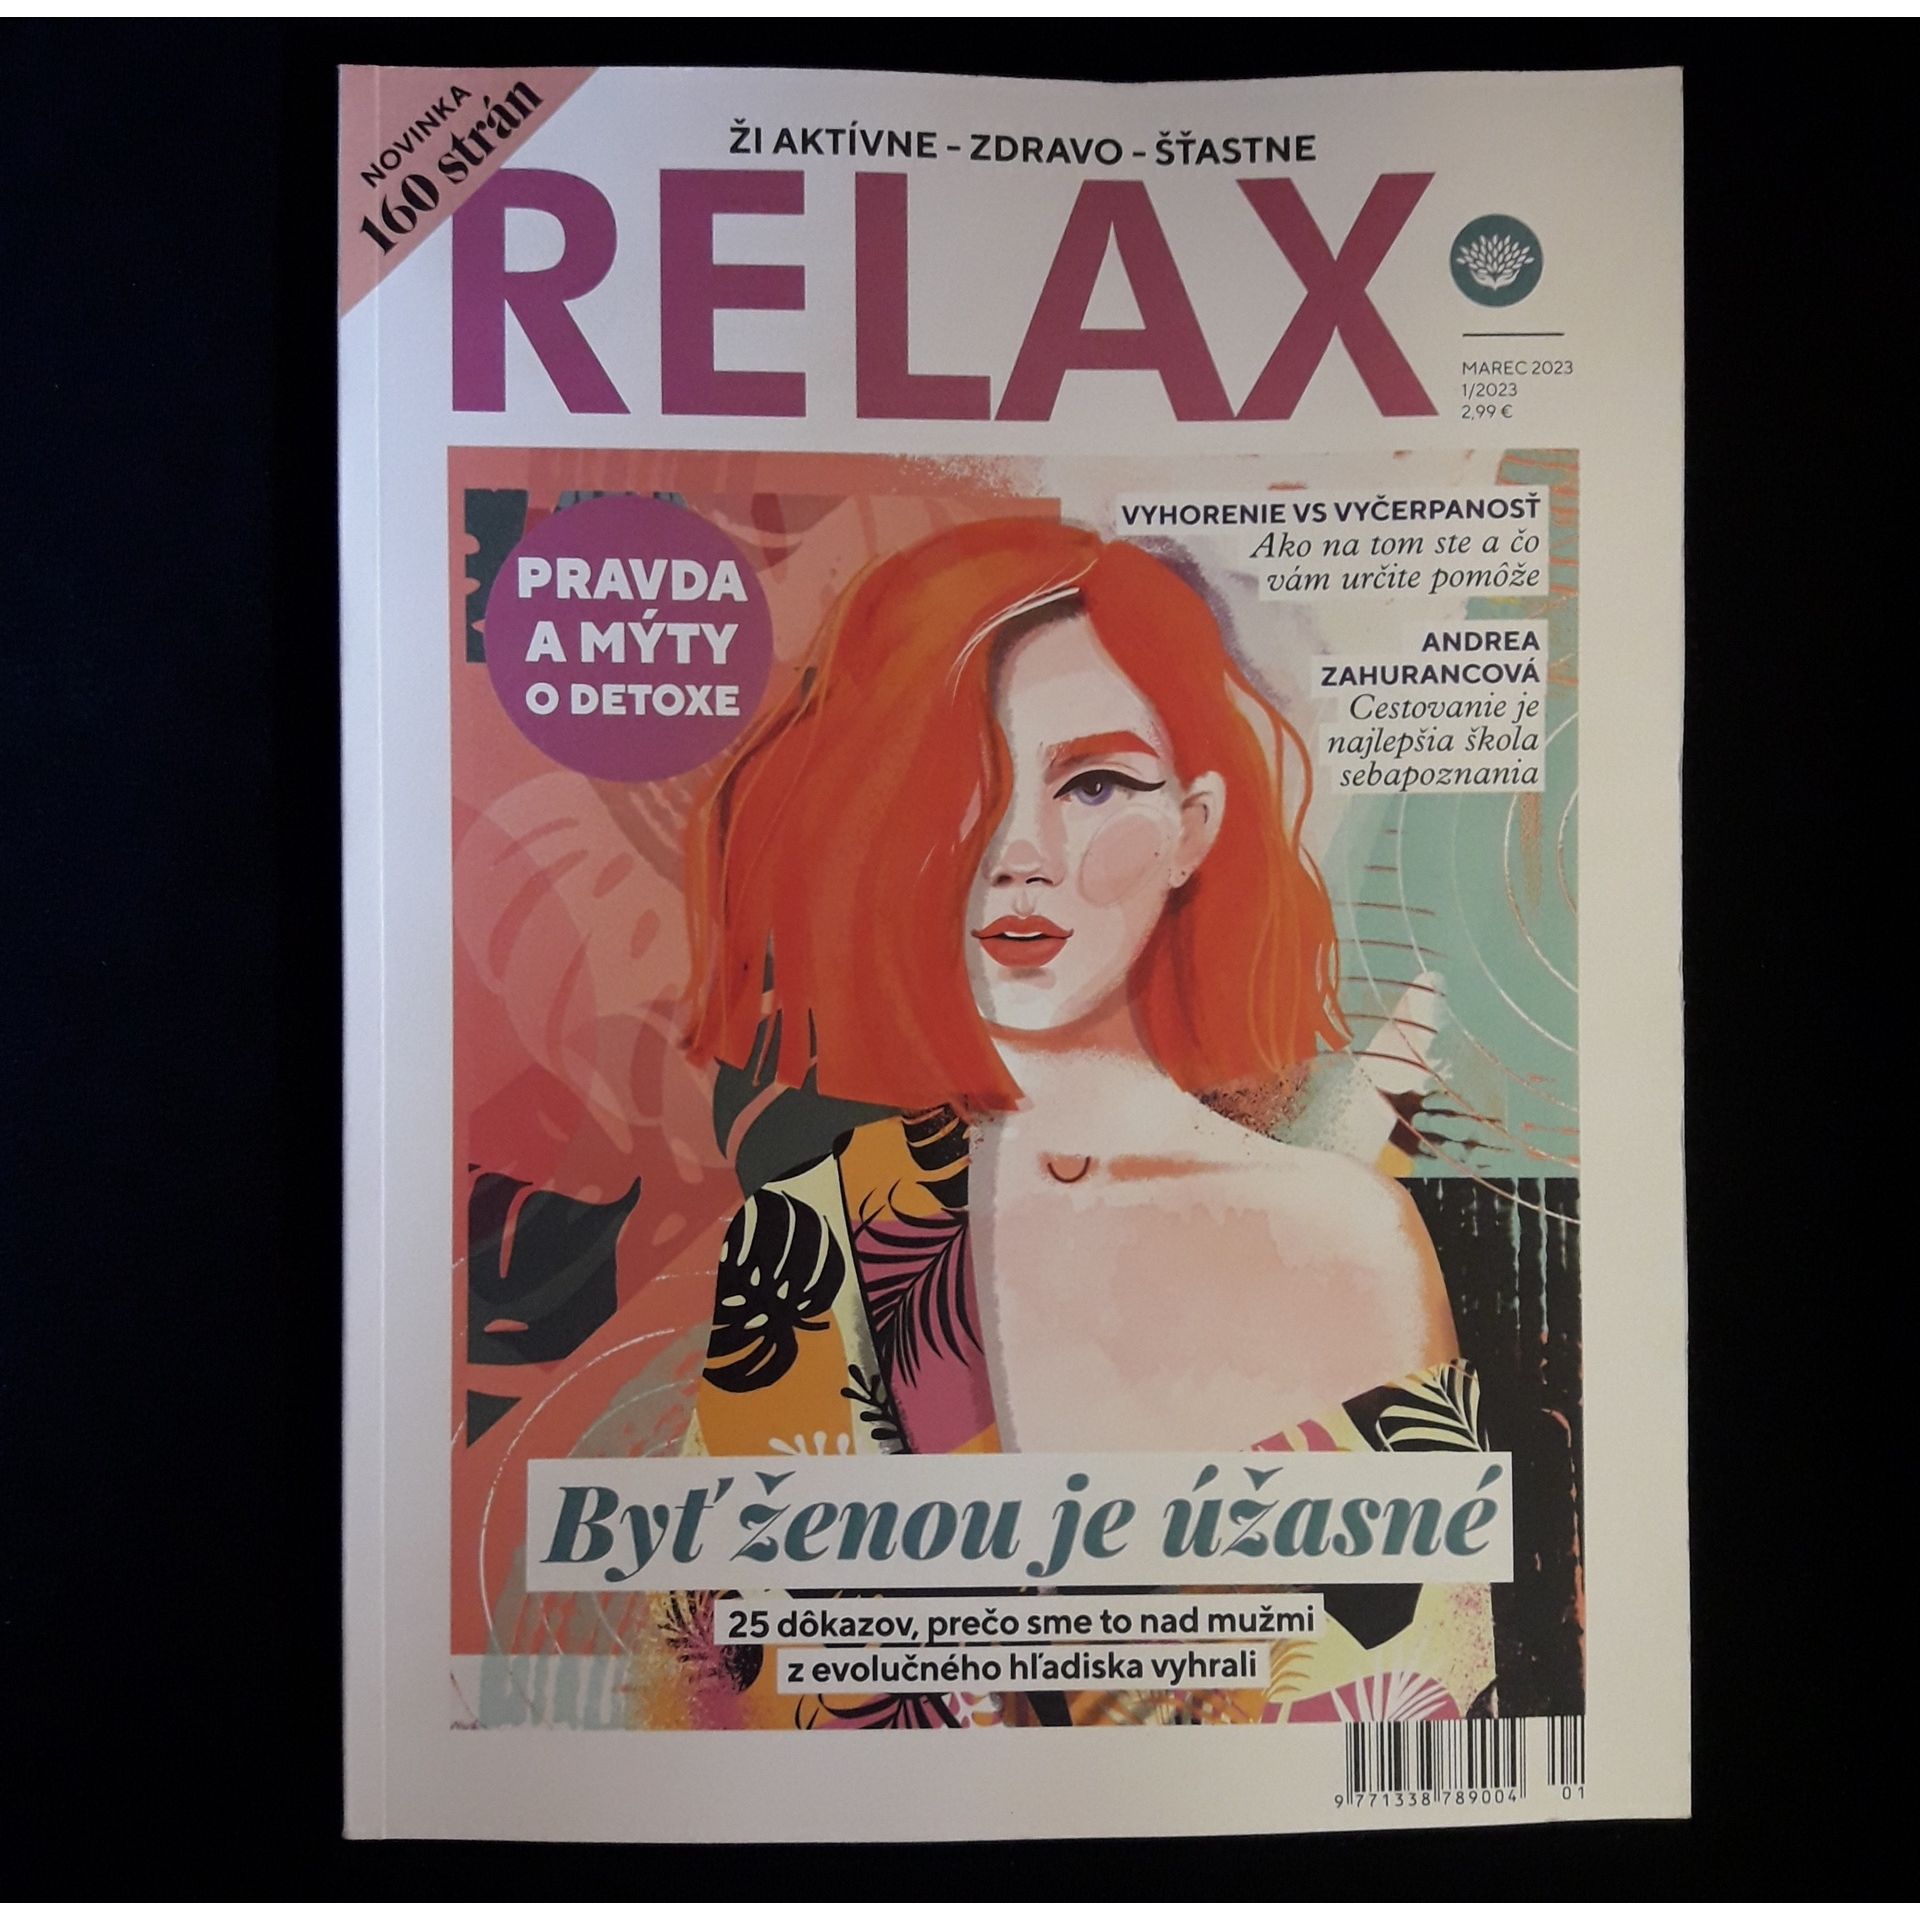 NOVINKA
160 strán
ŽI AKTÍVNE - ZDRAVO - ŠŤASTNE
RELAX
MAREC 2023
1/2023
2,99 €
PRAVDA
A MÝTY
O DETOXE
VYHORENIE VS VYČERPANOSŤ
Ako na tom ste a čo
vám určite pomôže
ANDREA
ZAHURANCOVÁ
Cestovanie je
najlepšia škola
sebapoznania
Byť ženou je úžasné
25 dôkazov, prečo sme to nad mužmi
z evolučného hľadiska vyhrali
9 771338 789004 01